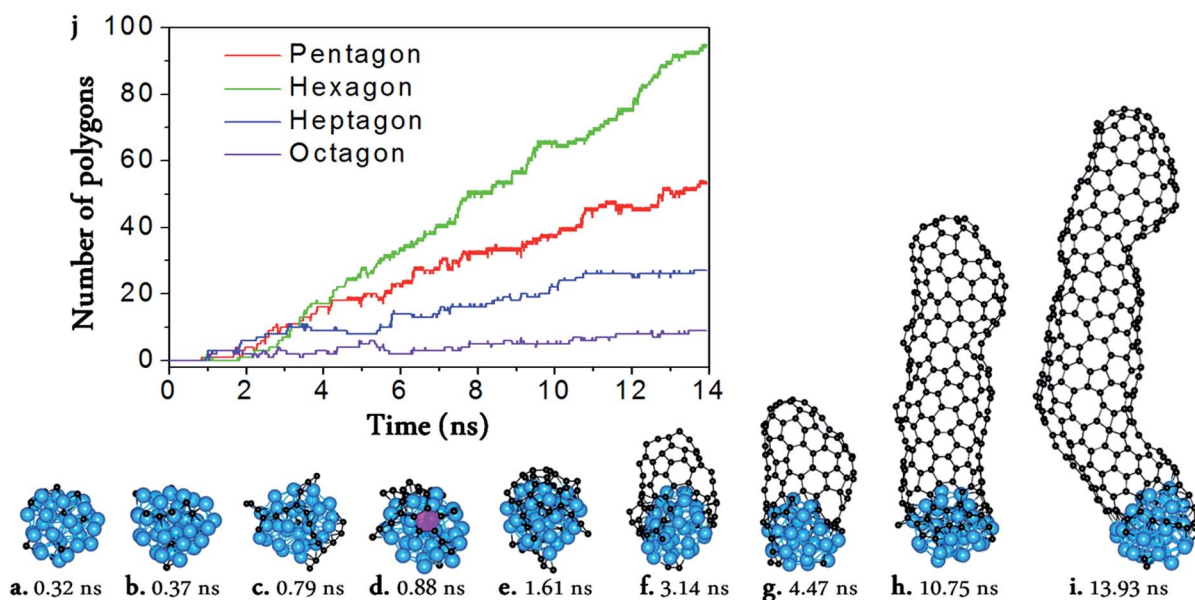 j
100
80
60
40
20
0
Number of polygons
Pentagon
Hexagon
Heptagon
Octagon
0 2 4 6 8 10 12 14
Time (ns)
a. 0.32 ns b. 0.37 ns c. 0.79 ns d. 0.88 ns e. 1.61 ns f. 3.14 ns g. 4.47 ns h. 10.75 ns i. 13.93 ns